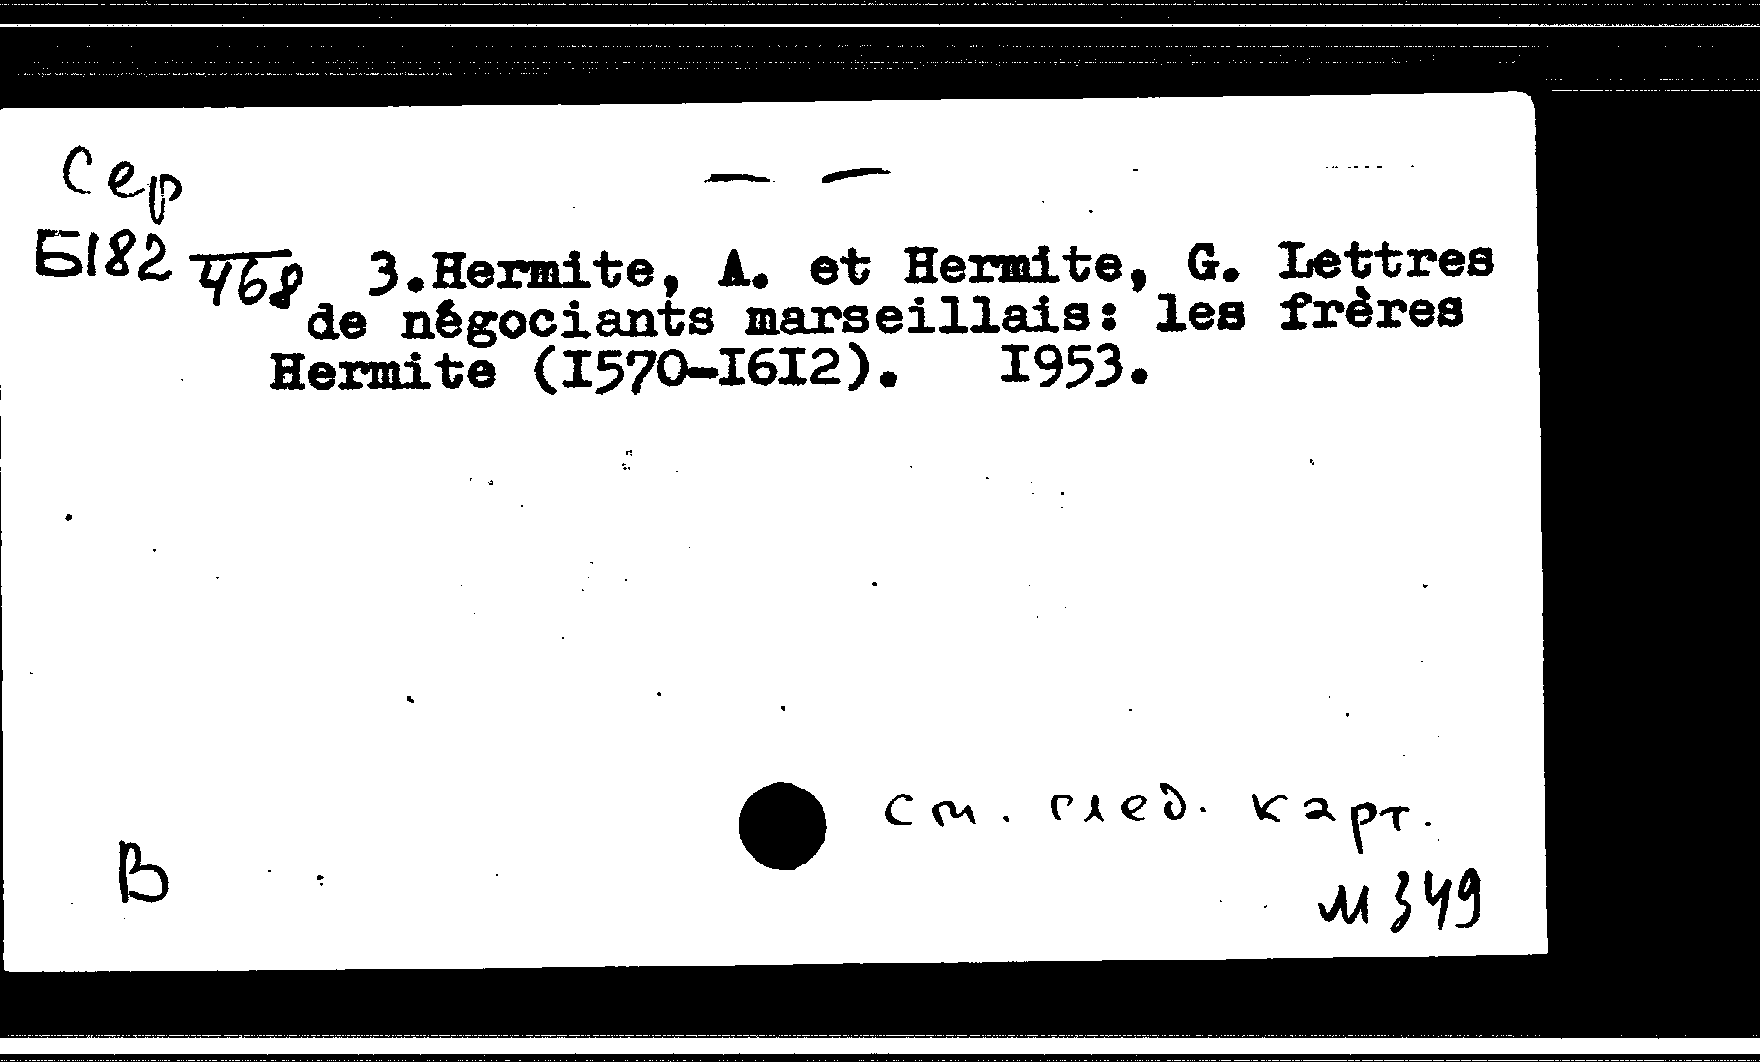 Сер
Б182/468 3.Hermite, A. et Hermite, G. Lettres
de négociants marseillais: les frères
Hermite (I570-I6I2). I953.
см. след. карт.
В
М349